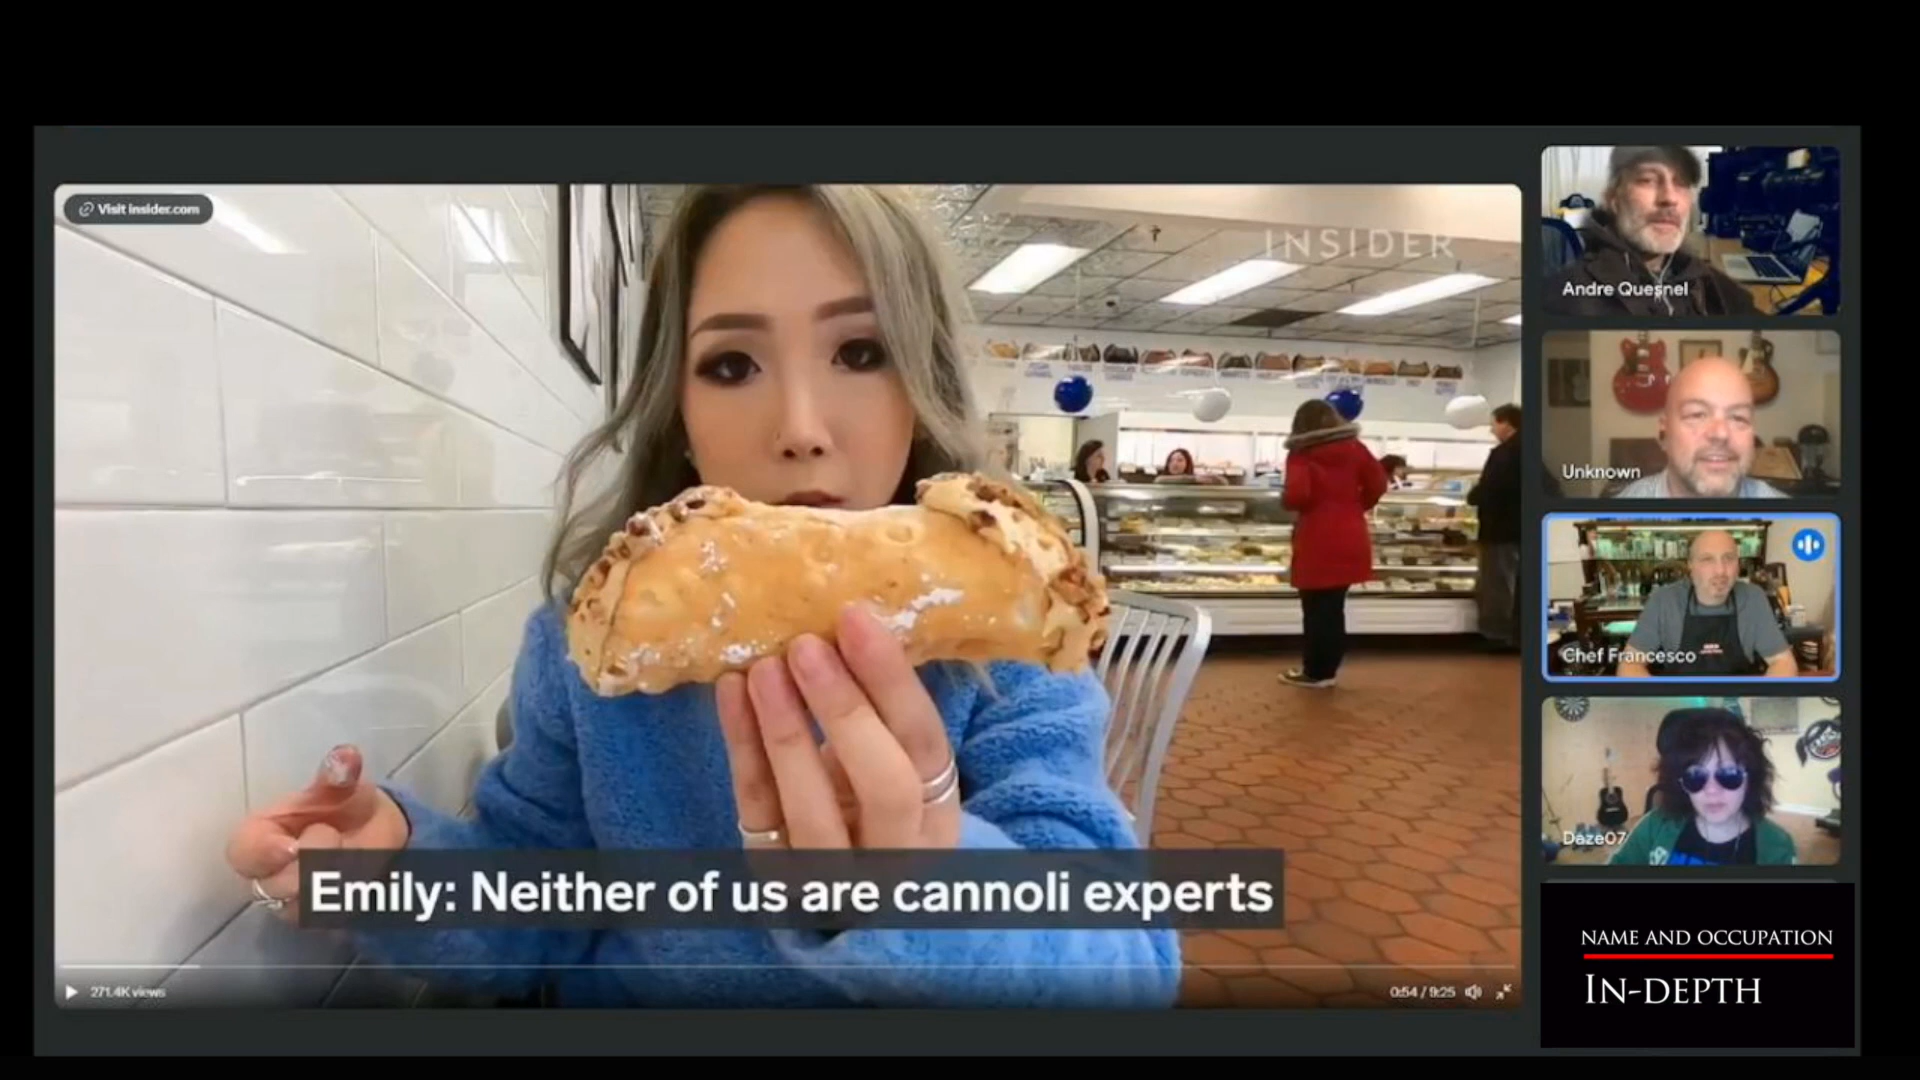 Visit insider.com
INSIDER
Andre Quesnel
Unknown
Chef Francesco
Daze07
Emily: Neither of us are cannoli experts
271.4K views
0:54 / 9:25
NAME AND OCCUPATION
IN-DEPTH